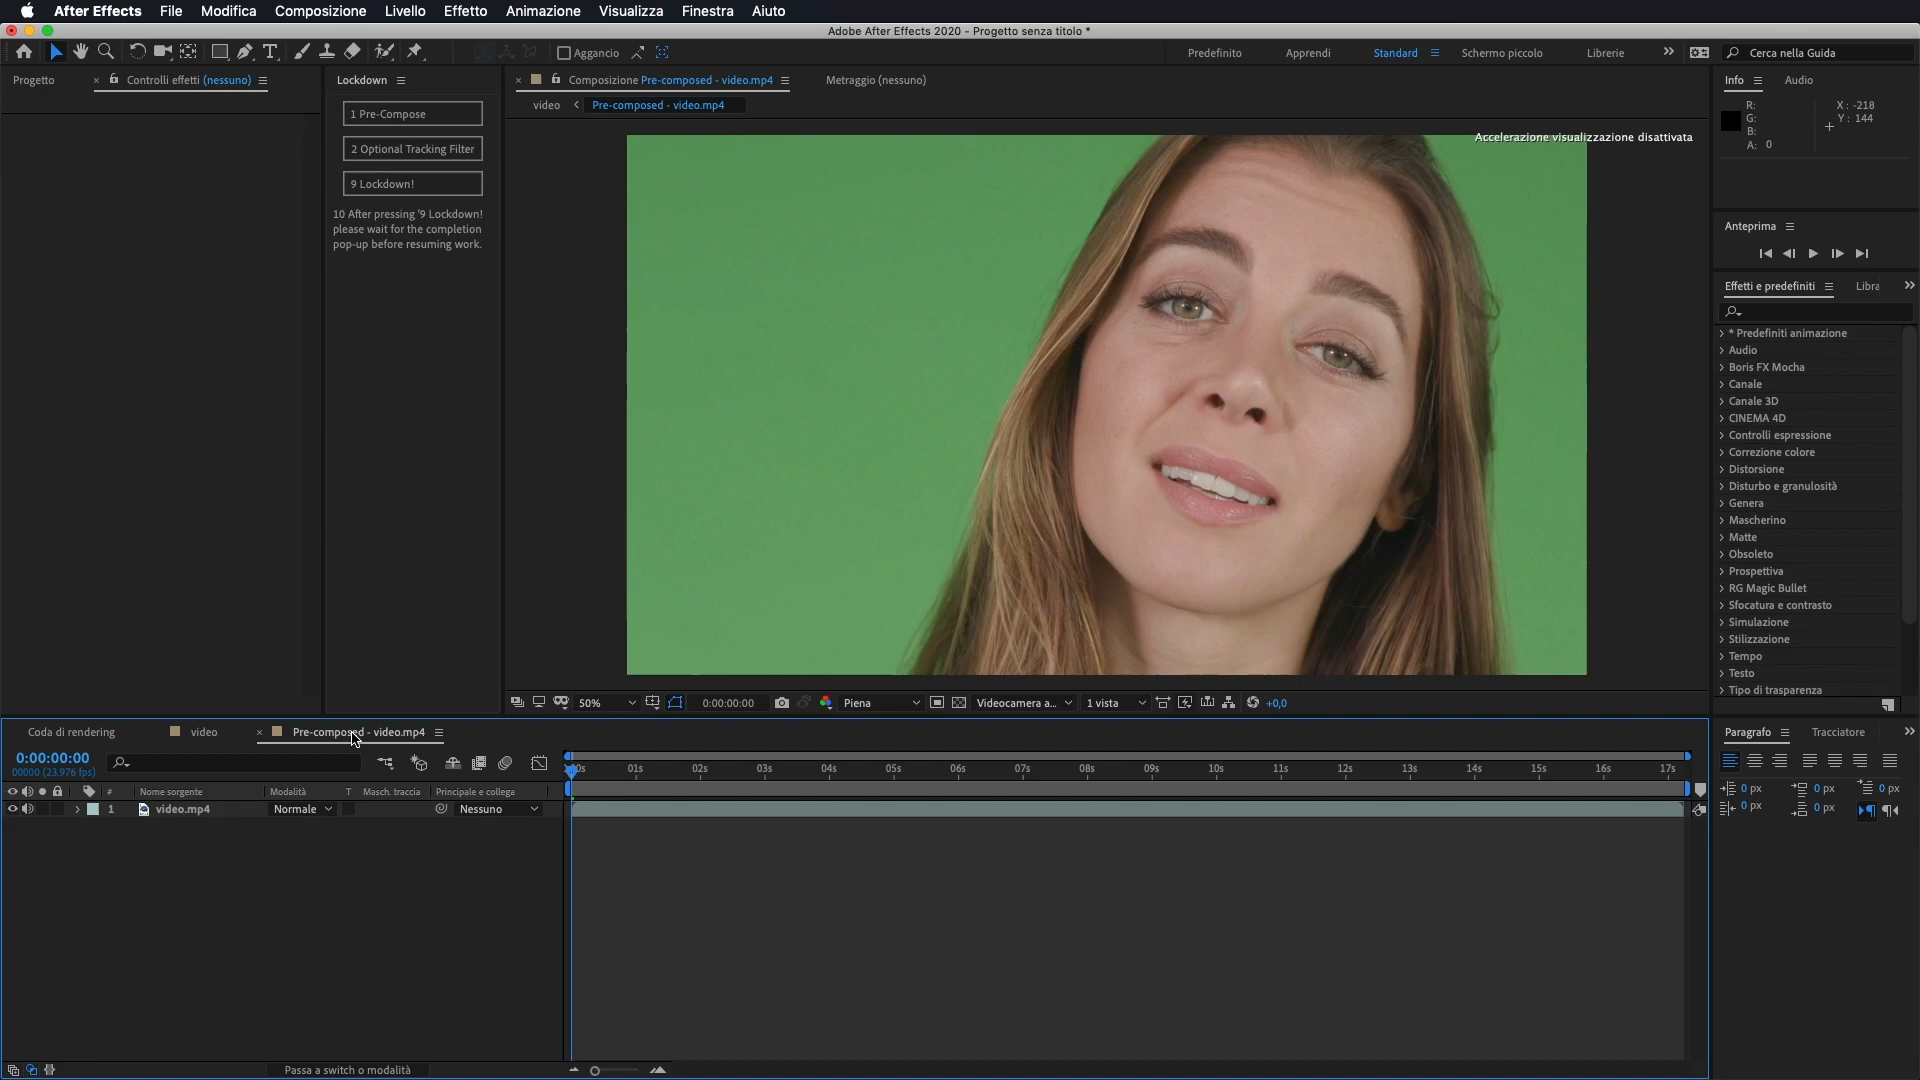 After Effects File Modifica Composizione Livello Effetto Animazione Visualizza Finestra Aiuto
Adobe After Effects 2020 - Progetto senza titolo *
Aggancio
Predefinito Apprendi Standard Schermo piccolo Librerie
Cerca nella Guida
Progetto
Controlli effetti (nessuno)
Lockdown
1 Pre-Compose
2 Optional Tracking Filter
9 Lockdown!
10 After pressing '9 Lockdown!
please wait for the completion
pop-up before resuming work.
Composizione Pre-composed - video.mp4
Metraggio (nessuno)
video
Pre-composed - video.mp4
Accelerazione visualizzazione disattivata
50%
0:00:00:00
Piena
Videocamera a...
1 vista
+0,0
Info
Audio
R:
G:
B:
A: 0
X: -218
Y: 144
Anteprima
Effetti e predefiniti
Libra
* Predefiniti animazione
Audio
Boris FX Mocha
Canale
Canale 3D
CINEMA 4D
Controlli espressione
Correzione colore
Distorsione
Disturbo e granulosità
Genera
Mascherino
Matte
Obsoleto
Prospettiva
RG Magic Bullet
Sfocatura e contrasto
Simulazione
Stilizzazione
Tempo
Testo
Tipo di trasparenza
Coda di rendering
video
Pre-composed - video.mp4
0:00:00:00
00000 (23.976 fps)
# Nome sorgente Modalità T Masch. traccia Principale e collega
1 video.mp4 Normale Nessuno
00s 01s 02s 03s 04s 05s 06s 07s 08s 09s 10s 11s 12s 13s 14s 15s 16s 17s
Passa a switch o modalità
Paragrafo
Tracciatore
0 px 0 px 0 px
0 px 0 px